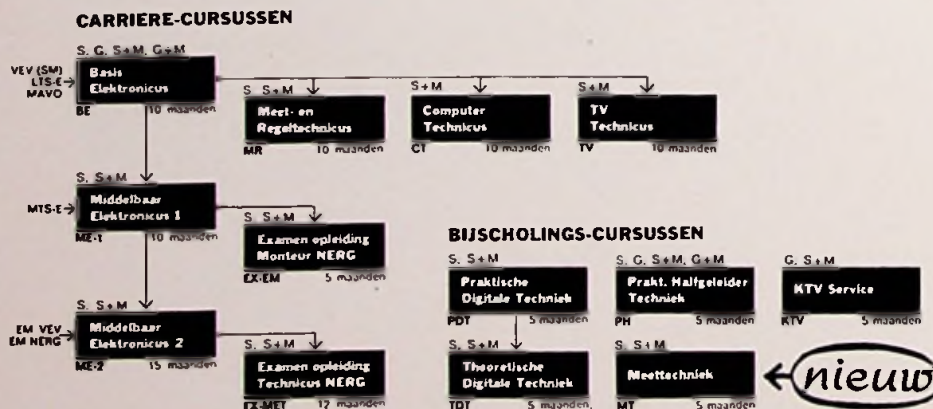 CARRIERE-CURSUSSEN
S. G. S+M, G+M
VEV (SM)
LTS-E
MAVO
Basis
Elektronicus
BE 10 maanden
S S+M
Meet- en
Regeltechnicus
MR 10 maanden
S+M
Computer
Technicus
CT 10 maanden
S+M
TV
Technicus
TV 10 maanden
S, S+M
MTS-E
Middelbaar
Elektronicus 1
ME-1 10 maanden
S S+M
Examen opleiding
Monteur NERG
EX-EM 5 maanden
S. S+M
EM VEV
EM NERG
Middelbaar
Elektronicus 2
ME-2 15 maanden
S, S+M
Examen opleiding
Technicus NERG
EX-MET 12 maanden
BIJSCHOLINGS-CURSUSSEN
S. S+M
Praktische
Digitale Techniek
PDT 5 maanden
S, G, S+M, G+M
Prakt. Halfgeleider
Techniek
PH 5 maanden
G. S+M
KTV Service
KTV 5 maanden
S, S+M
Theoretische
Digitale Techniek
TDT 5 maanden,
S, S+M
Meettechniek
MT 5 maanden
nieuw